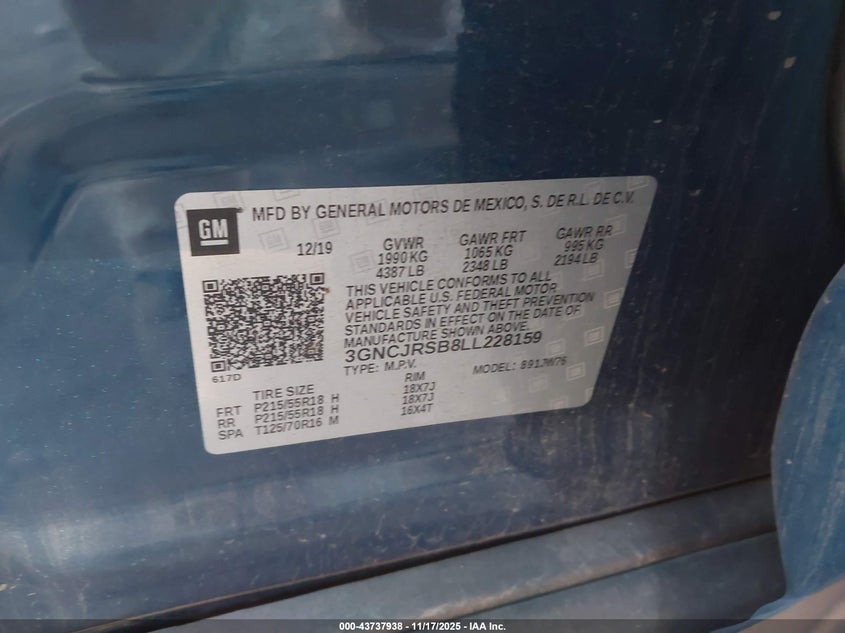 GM
MFD BY GENERAL MOTORS DE MEXICO, S. DE R.L. DE C.V.
12/19 GVWR GAWR FRT GAWR RR
1990 KG 1065 KG 995 KG
4387 LB 2348 LB 2194 LB
THIS VEHICLE CONFORMS TO ALL
APPLICABLE U.S. FEDERAL MOTOR
VEHICLE SAFETY AND THEFT PREVENTION
STANDARDS IN EFFECT ON THE DATE OF
MANUFACTURE SHOWN ABOVE.
3GNCJRSB8LL228159
617D TYPE: M.P.V. MODEL: 891JW76
TIRE SIZE RIM
FRT P215/55R18 H 18X7J
RR P215/55R18 H 18X7J
SPA T125/70R16 M 16X4T
000-43737938 - 11/17/2025 - IAA Inc.